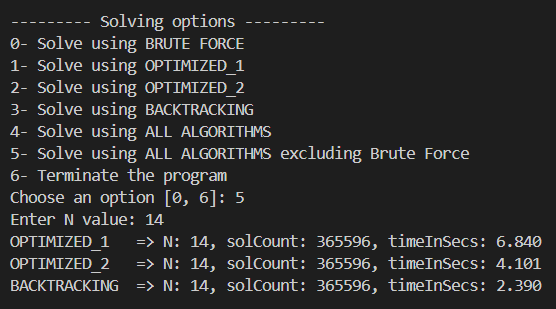 --------- Solving options ---------
0- Solve using BRUTE FORCE
1- Solve using OPTIMIZED_1
2- Solve using OPTIMIZED_2
3- Solve using BACKTRACKING
4- Solve using ALL ALGORITHMS
5- Solve using ALL ALGORITHMS excluding Brute Force
6- Terminate the program
Choose an option [0, 6]: 5
Enter N value: 14
OPTIMIZED_1  => N: 14, solCount: 365596, timeInSecs: 6.840
OPTIMIZED_2  => N: 14, solCount: 365596, timeInSecs: 4.101
BACKTRACKING => N: 14, solCount: 365596, timeInSecs: 2.390